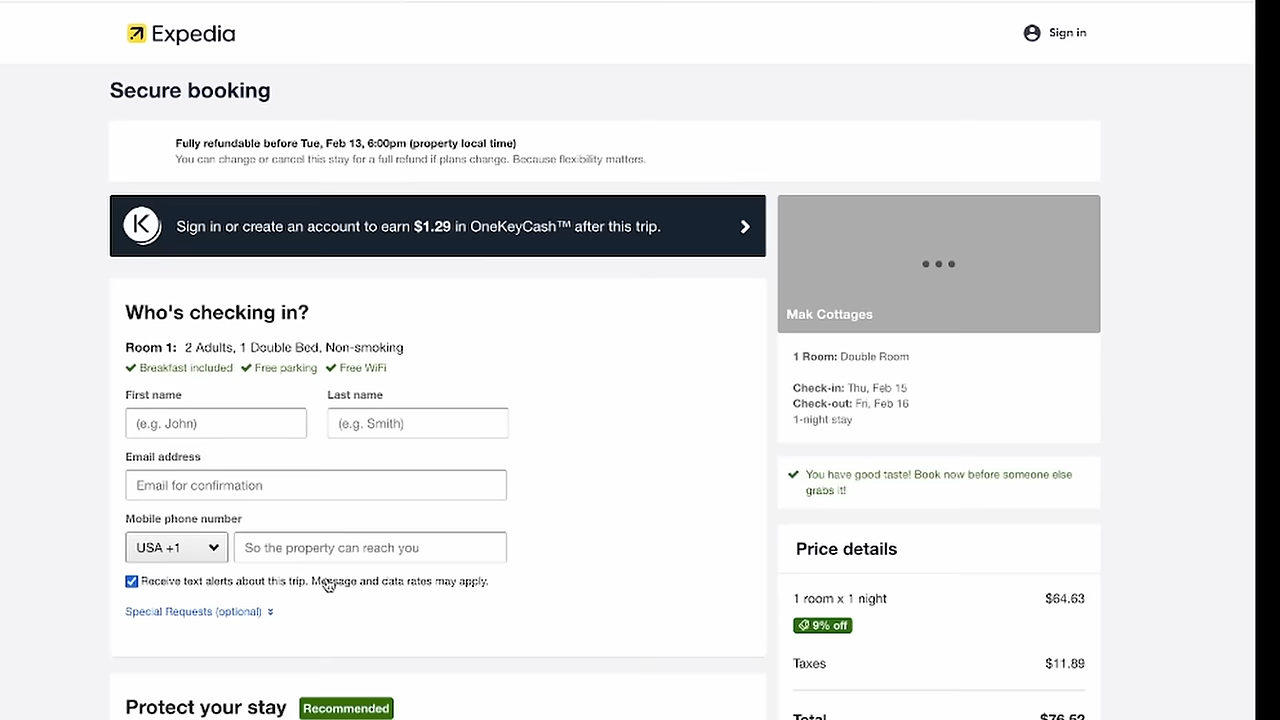 Expedia
Sign in
Secure booking
Fully refundable before Tue, Feb 13, 6:00pm (property local time)
You can change or cancel this stay for a full refund if plans change. Because flexibility matters.
K
Sign in or create an account to earn $1.29 in OneKeyCash™ after this trip.
Who's checking in?
Room 1: 2 Adults, 1 Double Bed, Non-smoking
Breakfast included Free parking Free WiFi
First name Last name
(e.g. John) (e.g. Smith)
Email address
Email for confirmation
Mobile phone number
USA +1 So the property can reach you
Receive text alerts about this trip. Message and data rates may apply.
Special Requests (optional)
Protect your stay Recommended
Mak Cottages
1 Room: Double Room
Check-in: Thu, Feb 15
Check-out: Fri, Feb 16
1-night stay
You have good taste! Book now before someone else
grabs it!
Price details
1 room x 1 night $64.63
9% off
Taxes $11.89
Total $76.52